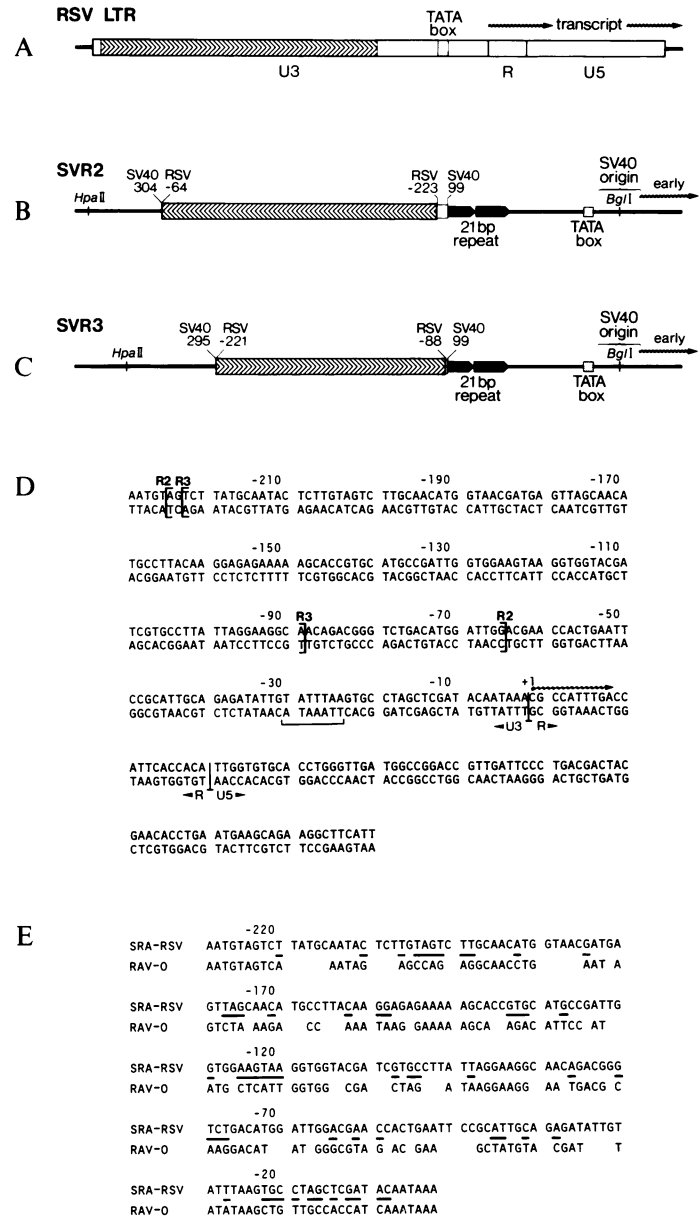 RSV LTR
TATA
box
transcript
A
U3
R
U5
SVR2
SV40 RSV
304 -64
RSV SV40
-223 99
SV40
origin
HpaII
BglI
early
B
21bp
repeat
TATA
box
SVR3
SV40 RSV
295 -221
RSV SV40
-88 99
SV40
origin
HpaII
BglI
early
C
21bp
repeat
TATA
box
D
R2 R3 -210 -190 -170
AATGTAGTCT TATGCAATAC TCTTGTAGTC TTGCAACATG GTAACGATGA GTTAGCAACA
TTACATCAGA ATACGTTATG AGAACATCAG AACGTTGTAC CATTGCTACT CAATCGTTGT
-150 -130 -110
TGCCTTACAA GGAGAGAAAA AGCACCGTGC ATGCCGATTG GTGGAAGTAA GGTGGTACGA
ACGGAATGTT CCTCTCTTTT TCGTGGCACG TACGGCTAAC CACCTTCATT CCACCATGCT
-90 R3 -70 R2 -50
TCGTGCCTTA TTAGGAAGGC AACAGACGGG TCTGACATGG ATTGGACGAA CCACTGAATT
AGCACGGAAT AATCCTTCCG TTGTCTGCCC AGACTGTACC TAACCTGCTT GGTGACTTAA
-30 -10 +1
CCGCATTGCA GAGATATTGT ATTTAAGTGC CTAGCTCGAT ACAATAAACG CCATTTGACC
GGCGTAACGT CTCTATAACA TAAATTCACG GATCGAGCTA TGTTATTTGC GGTAAACTGG
U3 R
ATTCACCACA TTGGTGTGCA CCTGGGTTGA TGGCCGGACC GTTGATTCCC TGACGACTAC
TAAGTGGTGT AACCACACGT GGACCCAACT ACCGGCCTGG CAACTAAGGG ACTGCTGATG
R U5
GAACACCTGA ATGAAGCAGA AGGCTTCATT
CTCGTGGACG TACTTCGTCT TCCGAAGTAA
E
-220
SRA-RSV AATGTAGTCT TATGCAATAC TCTTGTAGTC TTGCAACATG GTAACGATGA
RAV-O AATGTAGTCA AATAG AGCCAG AGGCAACCTG AAT A
-170
SRA-RSV GTTAGCAACA TGCCTTACAA GGAGAGAAAA AGCACCGTGC ATGCCGATTG
RAV-O GTCTA AAGA CC AAA TAAG GAAAA AGCA AGACATTCC AT
-120
SRA-RSV GTGGAAGTAA GGTGGTACGA TCGTGCCTTA TTAGGAAGGC AACAGACGGG
RAV-O ATG CTCATT GGTGG CGA CTAG A TAAGGAAGG AA TGACG C
-70
SRA-RSV TCTGACATGG ATTGGACGAA CCACTGAATT CCGCATTGCA GAGATATTGT
RAV-O AAGGACAT AT GGGCGTA GACGAA GCTATGTA CGAT T
-20
SRA-RSV ATTTAAGTGC CTAGCTCGAT ACAATAAA
RAV-O ATATAAGCTG TTGCCACCAT CAAATAAA